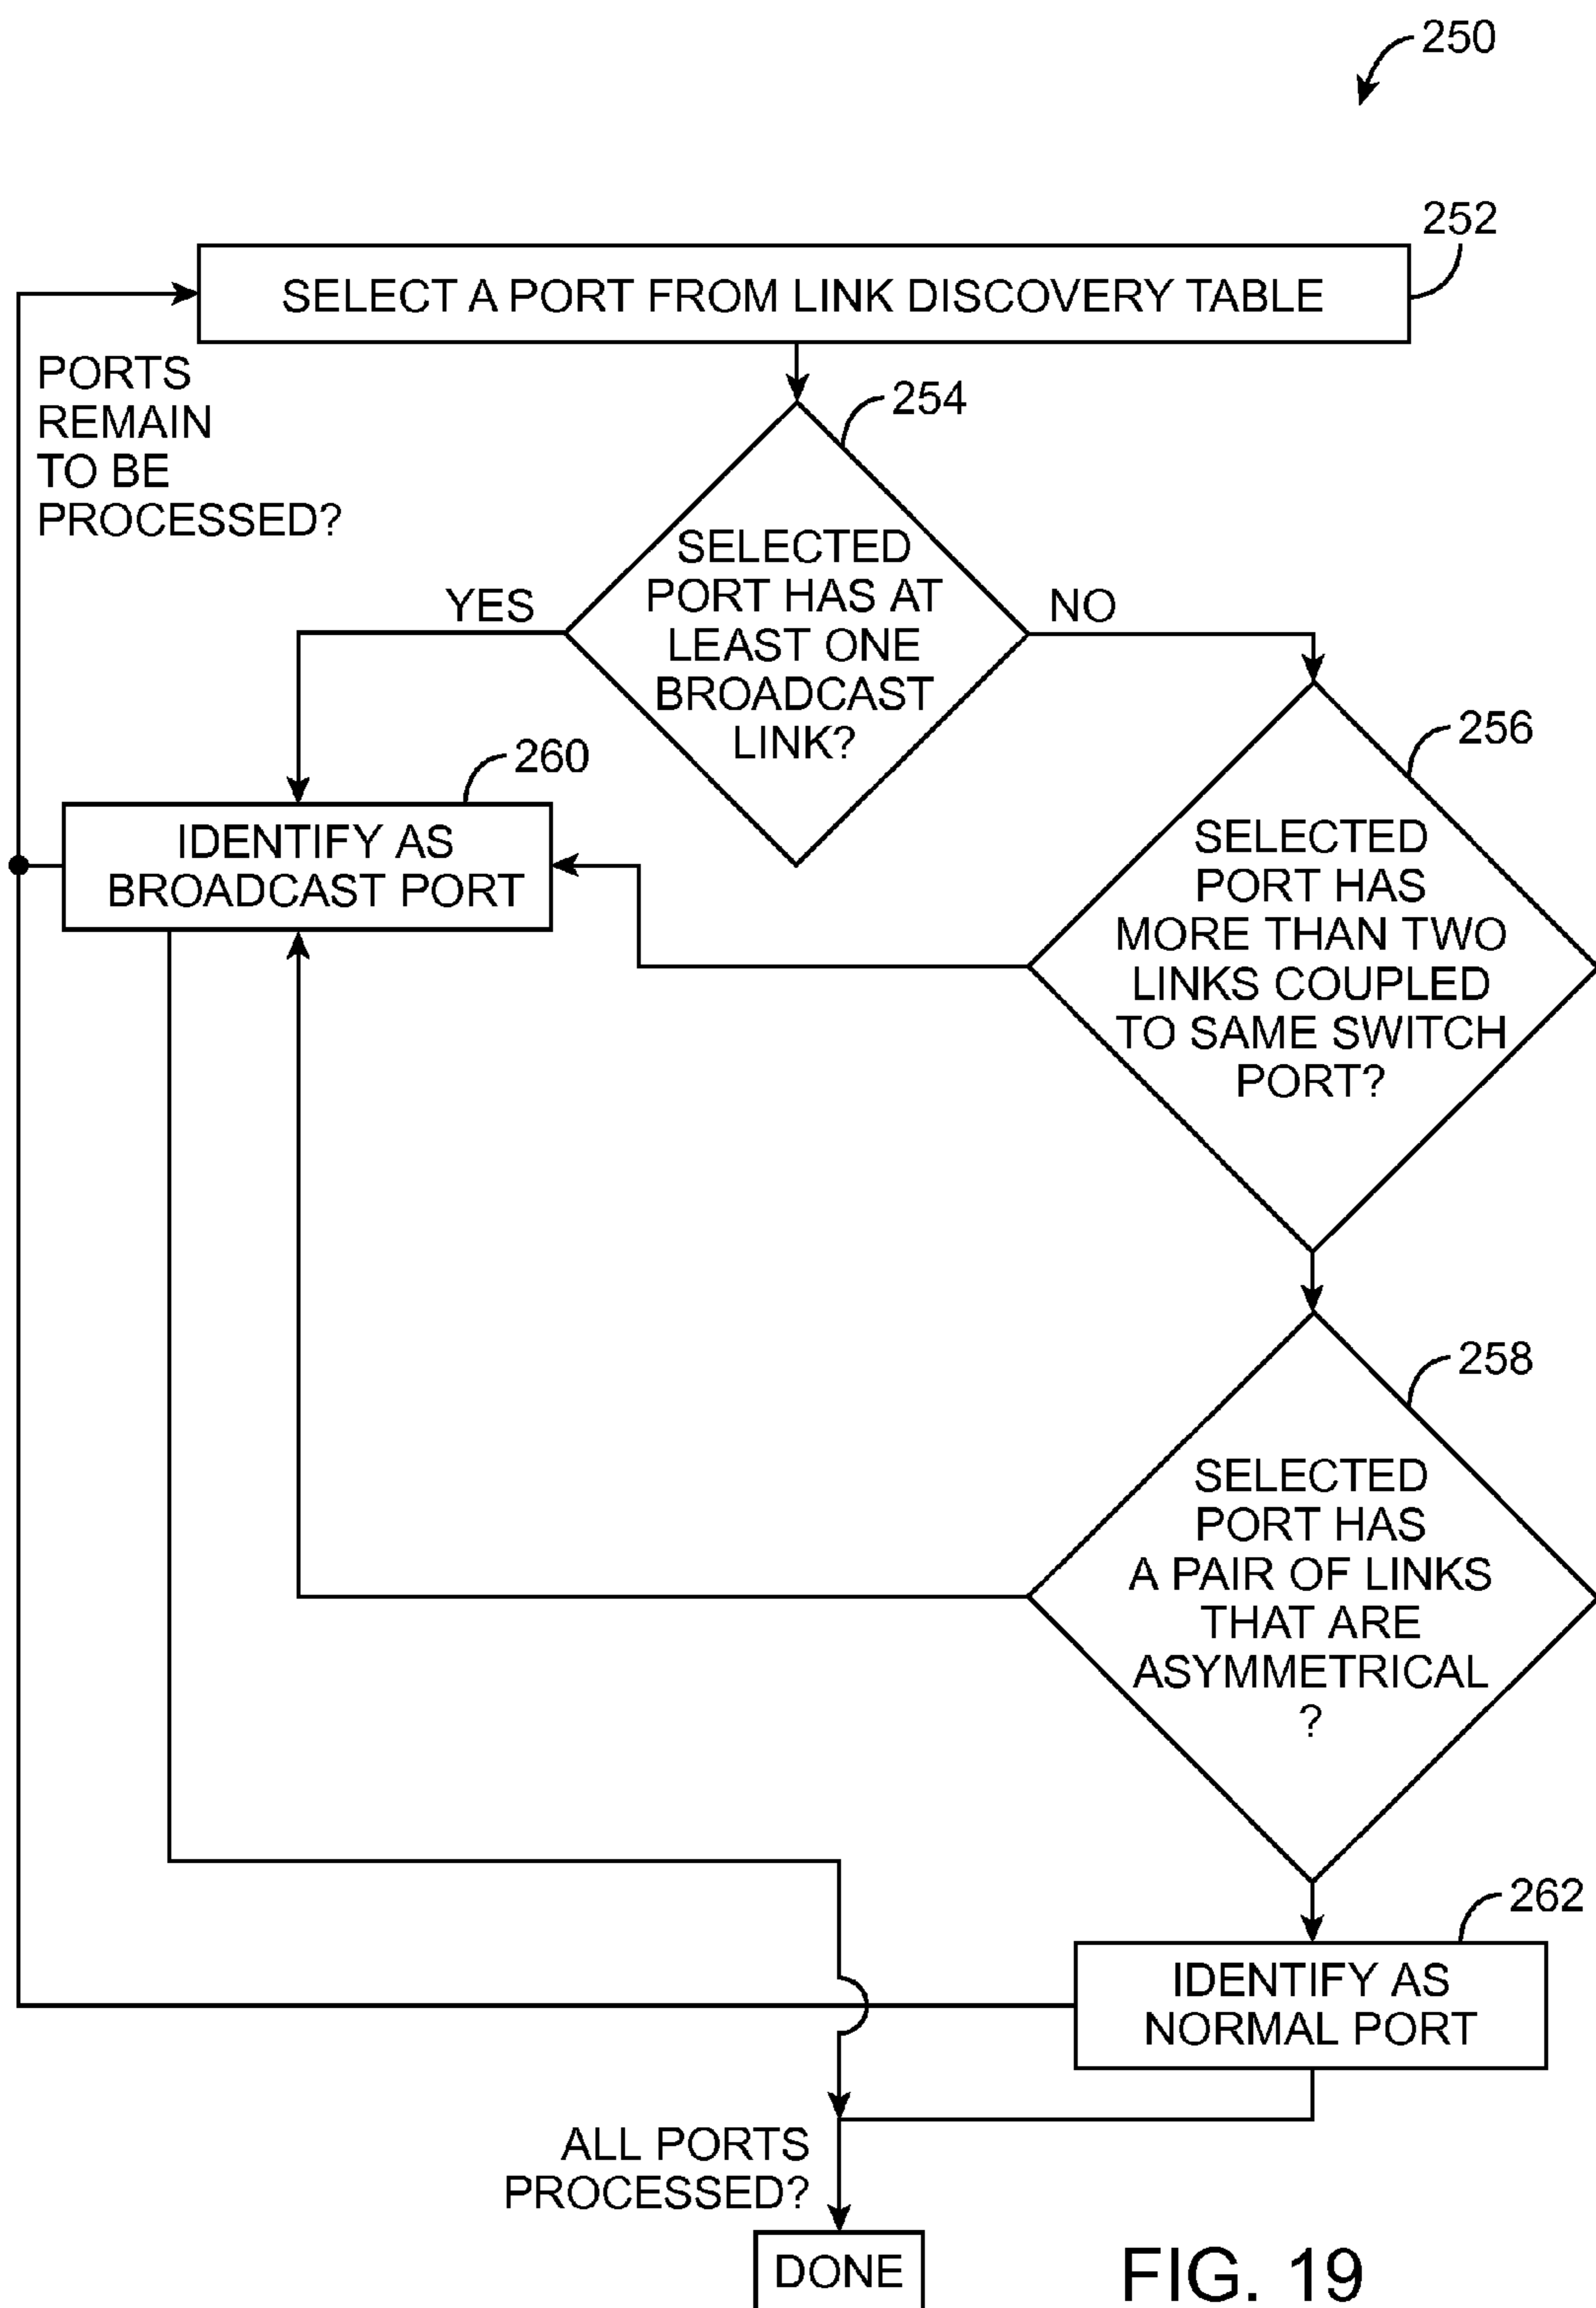 250
252
SELECT A PORT FROM LINK DISCOVERY TABLE
PORTS
REMAIN
TO BE
PROCESSED?
254
SELECTED
PORT HAS AT
LEAST ONE
BROADCAST
LINK?
YES
NO
256
SELECTED
PORT HAS
MORE THAN TWO
LINKS COUPLED
TO SAME SWITCH
PORT?
260
IDENTIFY AS
BROADCAST PORT
258
SELECTED
PORT HAS
A PAIR OF LINKS
THAT ARE
ASYMMETRICAL
?
262
IDENTIFY AS
NORMAL PORT
ALL PORTS
PROCESSED?
DONE
FIG. 19